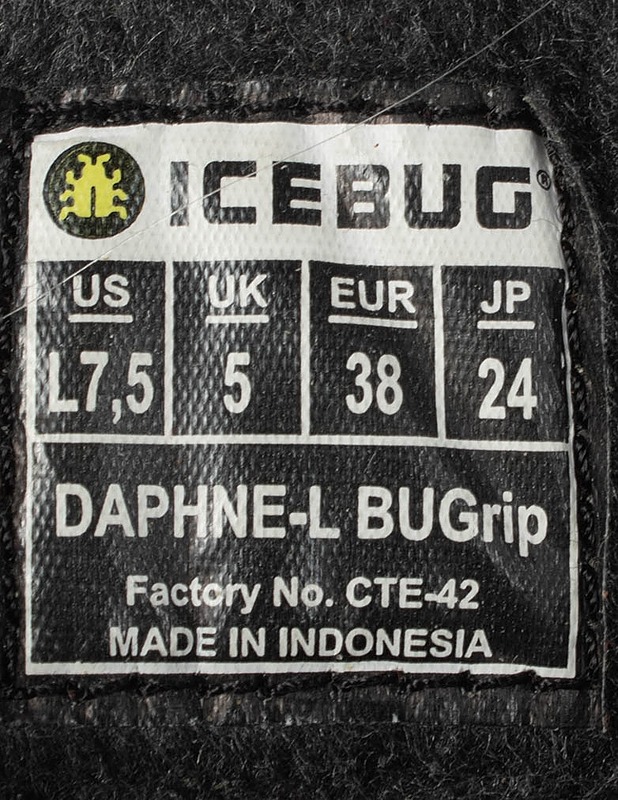 ICEBUG®
US UK EUR JP
L7,5 5 38 24
DAPHNE-L BUGrip
Factory No. CTE-42
MADE IN INDONESIA